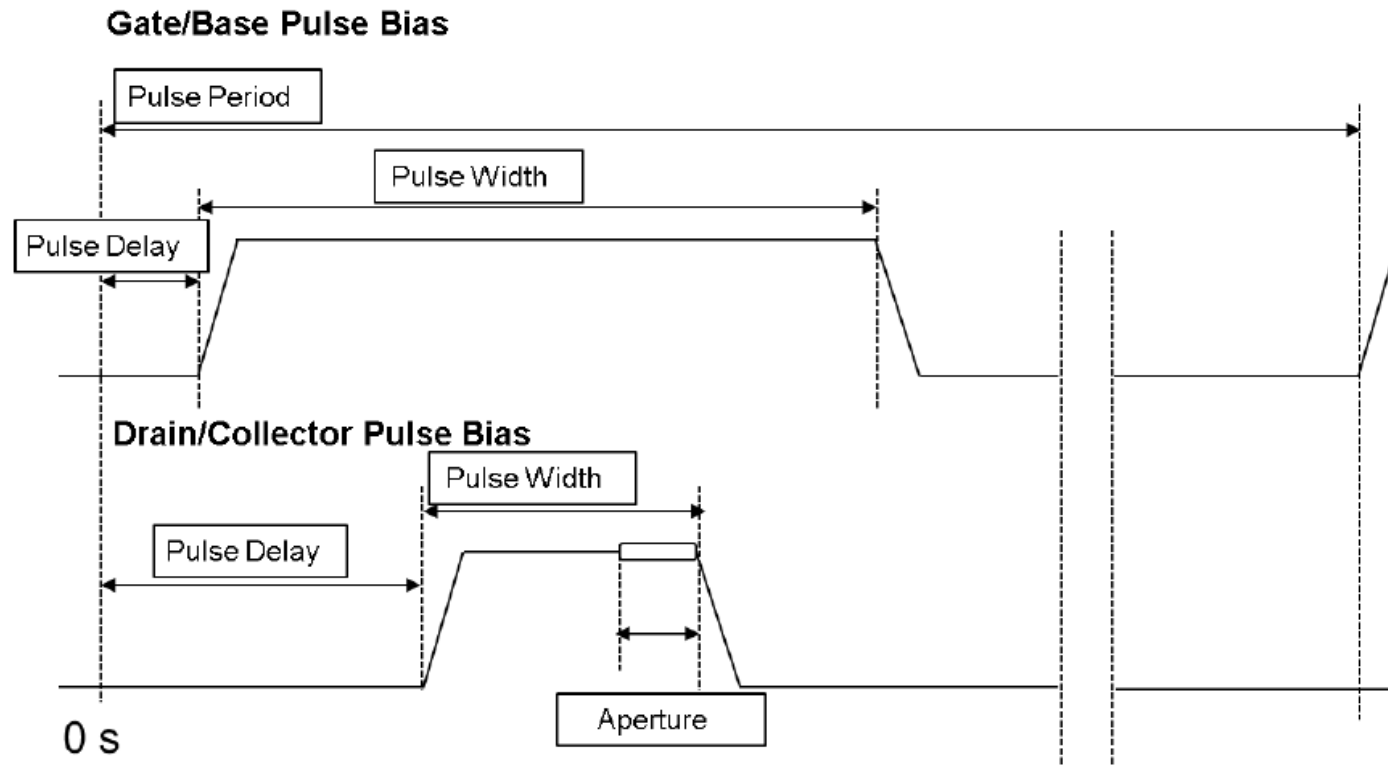 Gate/Base Pulse Bias
Pulse Period
Pulse Width
Pulse Delay
Drain/Collector Pulse Bias
Pulse Width
Pulse Delay
Aperture
0 s